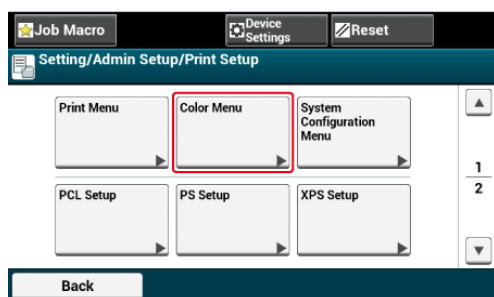 Job Macro
Device
Settings
Reset
Setting/Admin Setup/Print Setup
Print Menu
Color Menu
System
Configuration
Menu
1
2
PCL Setup
PS Setup
XPS Setup
Back